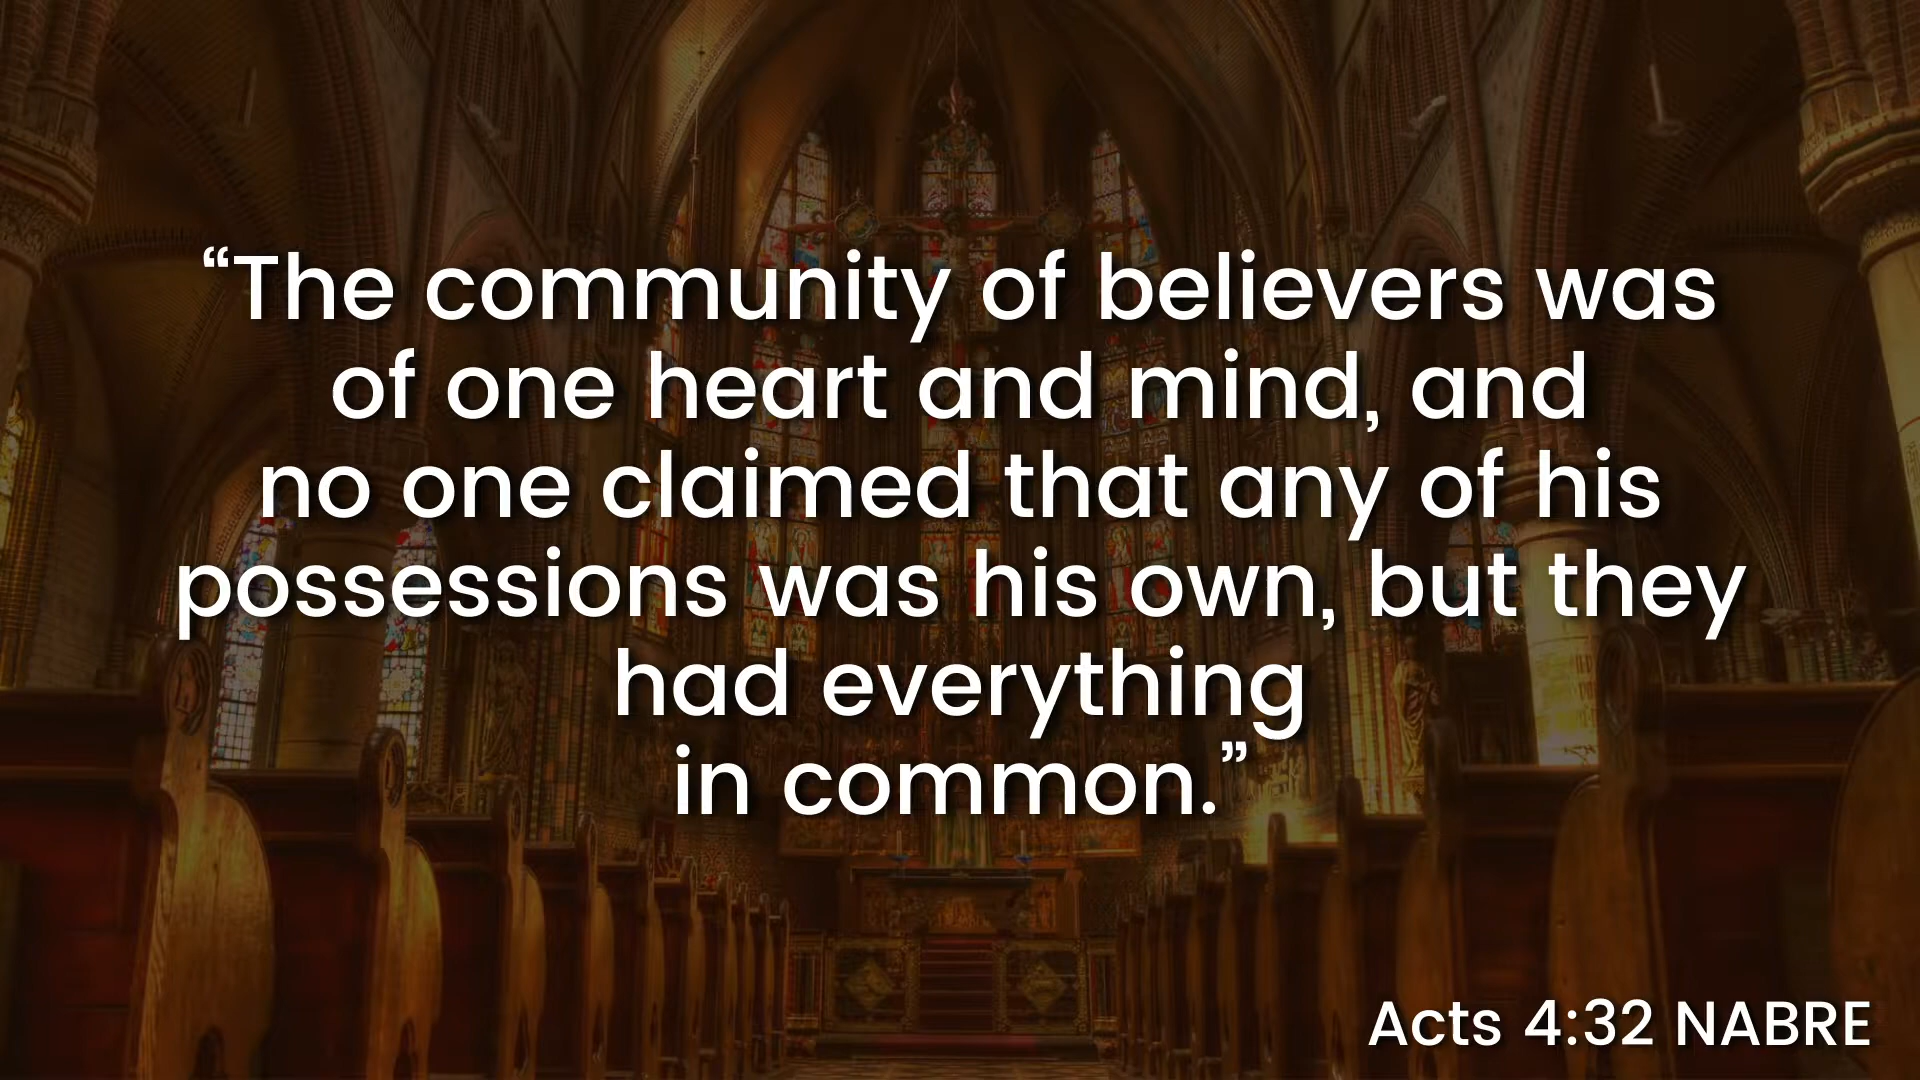 “The community of believers was
of one heart and mind, and
no one claimed that any of his
possessions was his own, but they
had everything
in common.”
Acts 4:32 NABRE